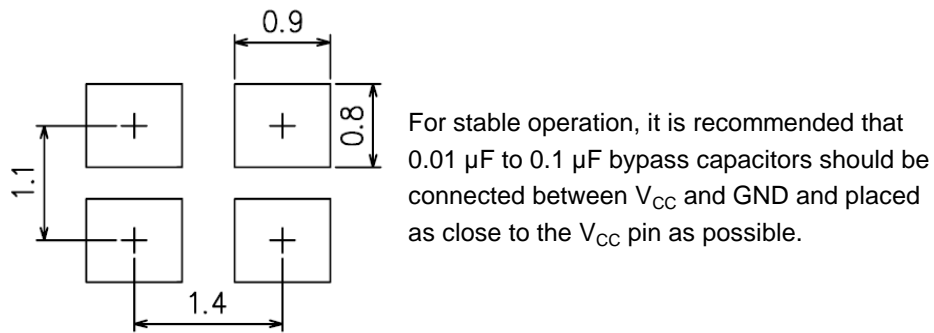 0.9
0.8
1.1
1.4
For stable operation, it is recommended that
0.01 µF to 0.1 µF bypass capacitors should be
connected between VCC and GND and placed
as close to the VCC pin as possible.